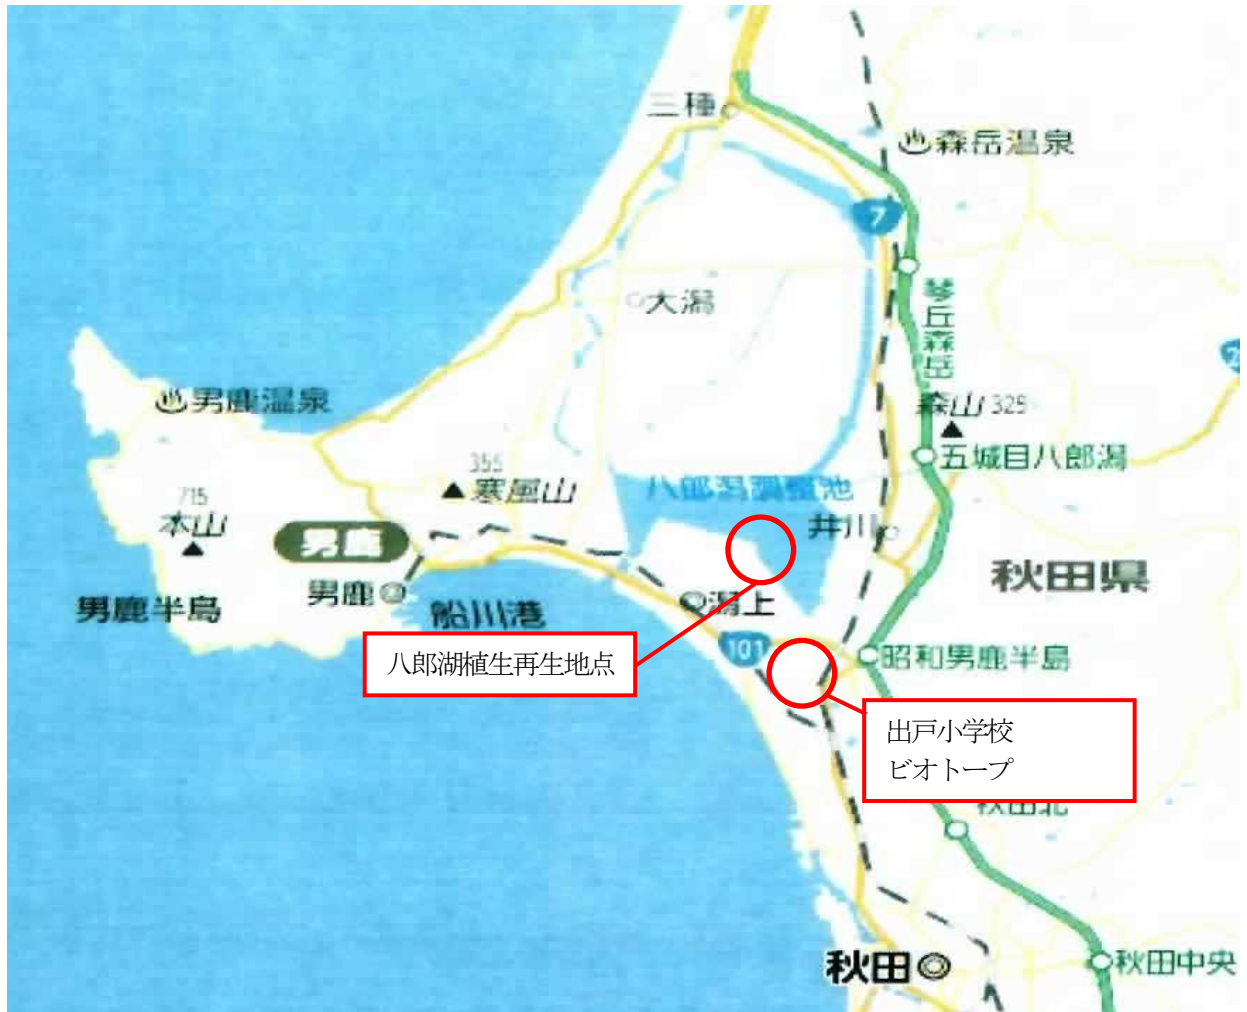 三種
森岳温泉
7
琴丘森岳
大潟
男鹿温泉
森山 325
五城目八郎潟
355
寒風山
八郎潟調整池
715
本山
男鹿
井川
秋田県
男鹿
男鹿半島
船川港
潟上
101
昭和男鹿半島
八郎湖植生再生地点
出戸小学校
ビオトープ
秋田北
秋田
秋田中央